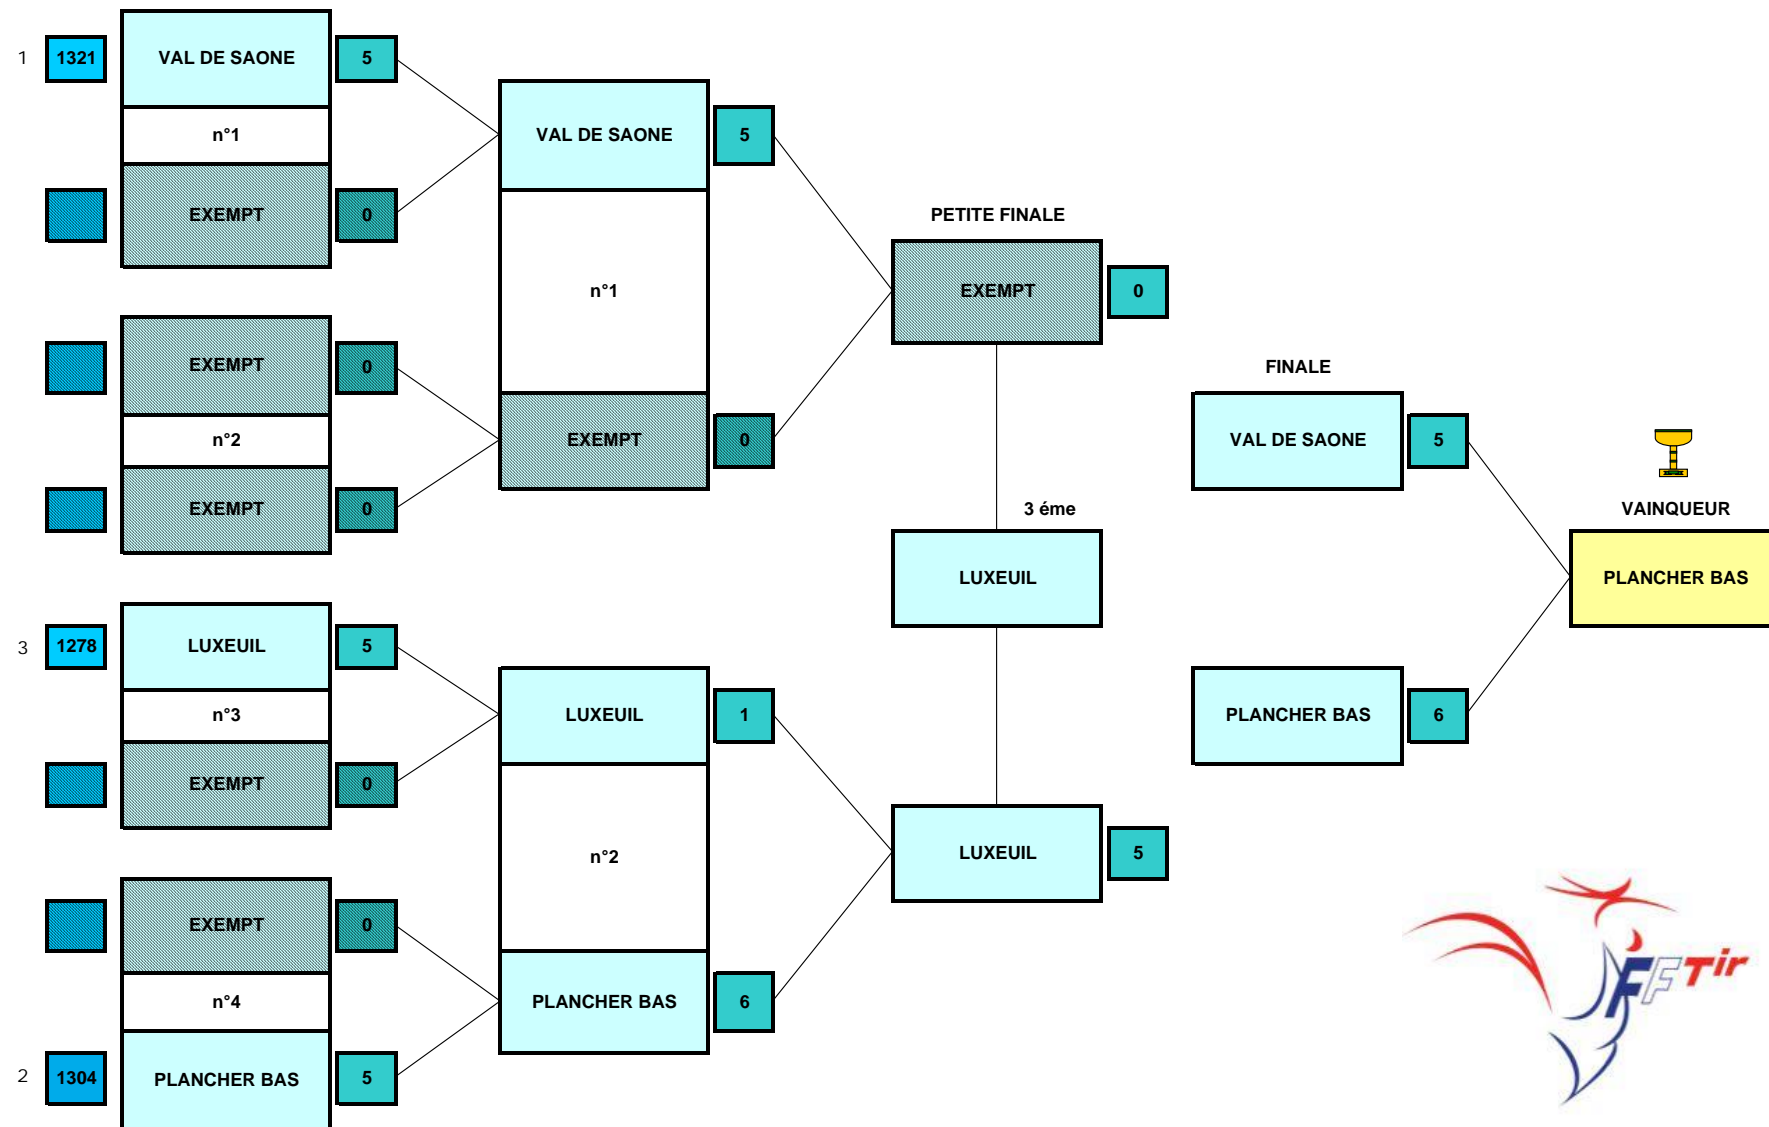 1 1321 VAL DE SAONE 5
n°1
EXEMPT 0
EXEMPT 0
n°2
EXEMPT 0
3 1278 LUXEUIL 5
n°3
EXEMPT 0
EXEMPT 0
n°4
2 1304 PLANCHER BAS 5
VAL DE SAONE 5
n°1
EXEMPT 0
LUXEUIL 1
n°2
PLANCHER BAS 6
PETITE FINALE
EXEMPT 0
3 éme
LUXEUIL
LUXEUIL 5
FINALE
VAL DE SAONE 5
PLANCHER BAS 6
VAINQUEUR
PLANCHER BAS
FFTir